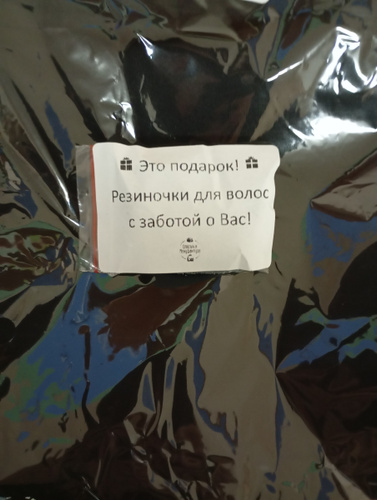 Это подарок!
Резиночки для волос
с заботой о Вас!